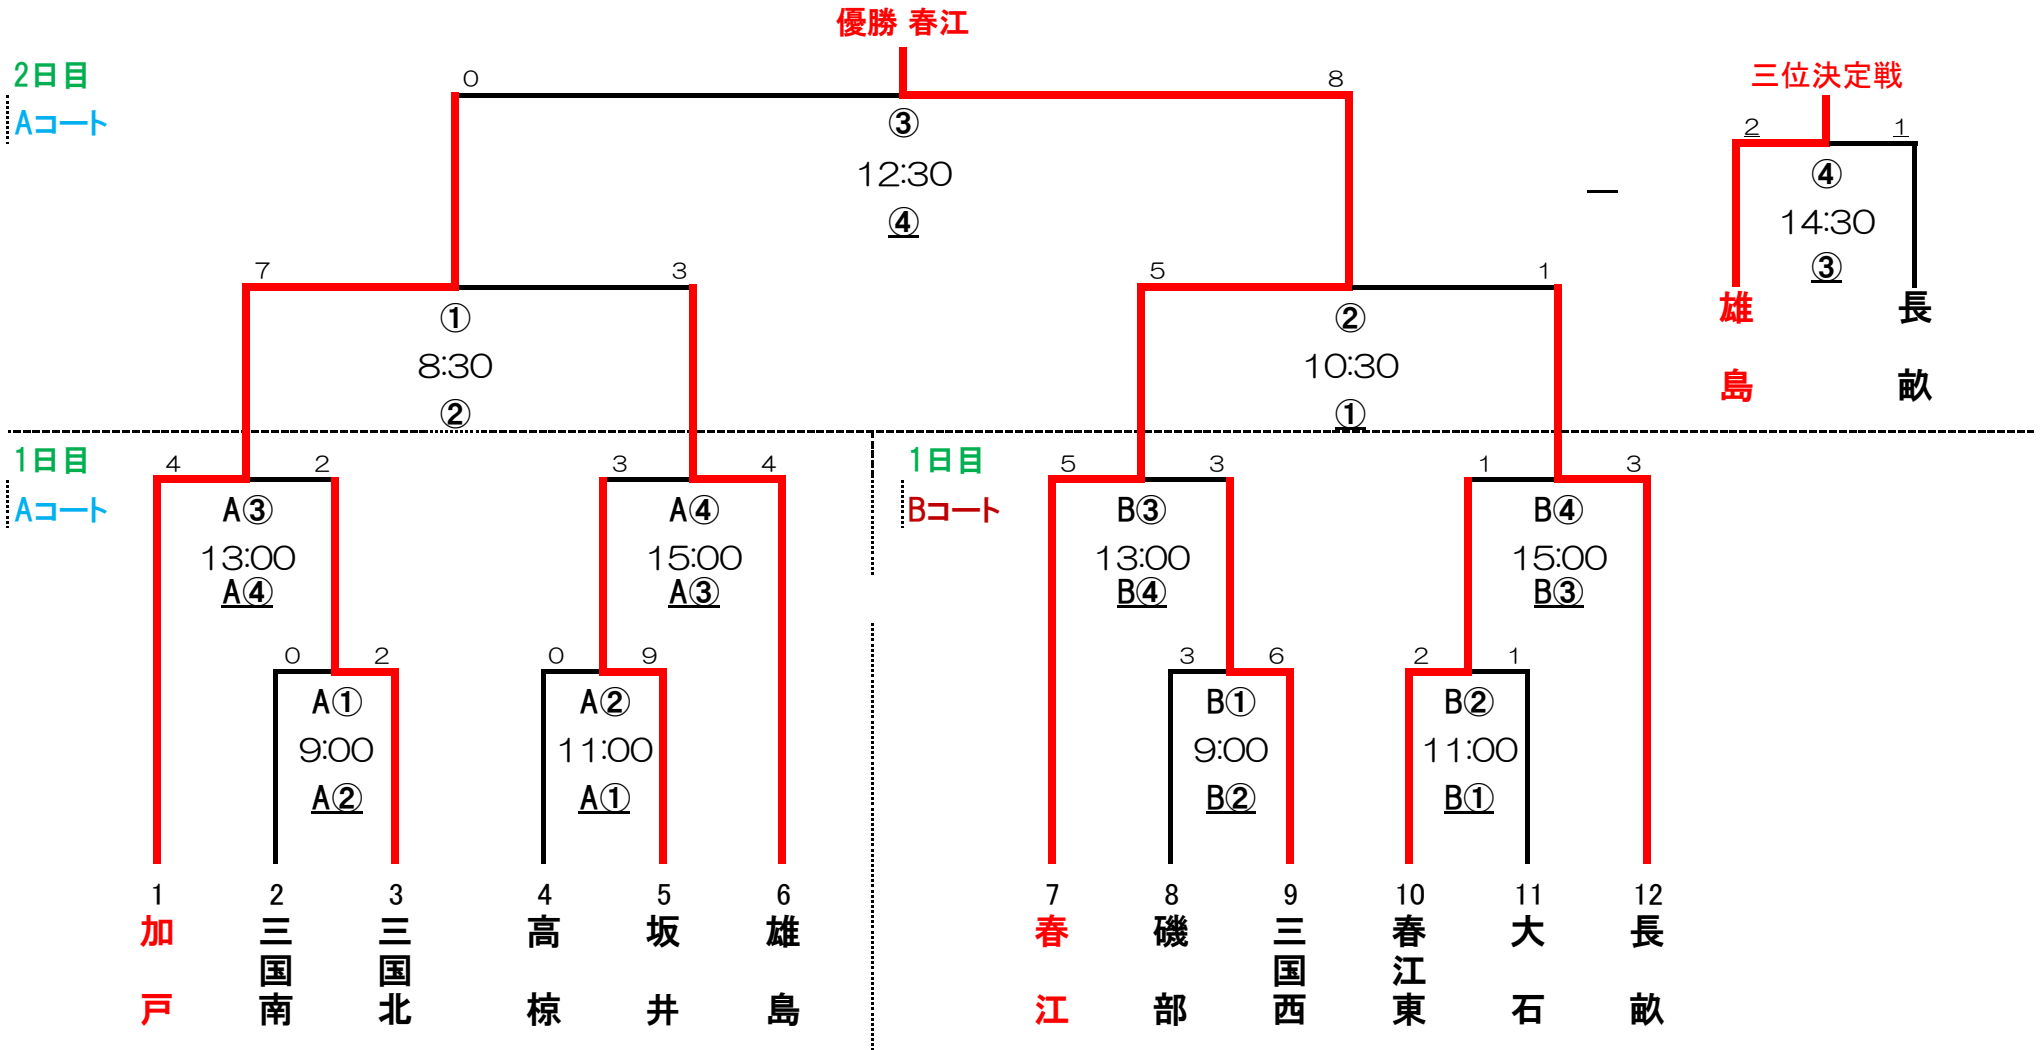 優勝 春江
2日目
0
8
三位決定戦
Aコート
③
2
1
12:30
④
④
14:30
③
7
3
5
1
雄島
長畝
①
②
8:30
10:30
②
①
1日目
4
2
3
4
1日目
5
3
1
3
Aコート
A③
A④
Bコート
B③
B④
13:00
15:00
13:00
15:00
A④
A③
B④
B③
0
2
0
9
3
6
2
1
A①
A②
B①
B②
9:00
11:00
9:00
11:00
A②
A①
B②
B①
1
2
3
4
5
6
7
8
9
10
11
12
加戸
三国南
三国北
高椋
坂井
雄島
春江
磯部
三国西
春江東
大石
長畝